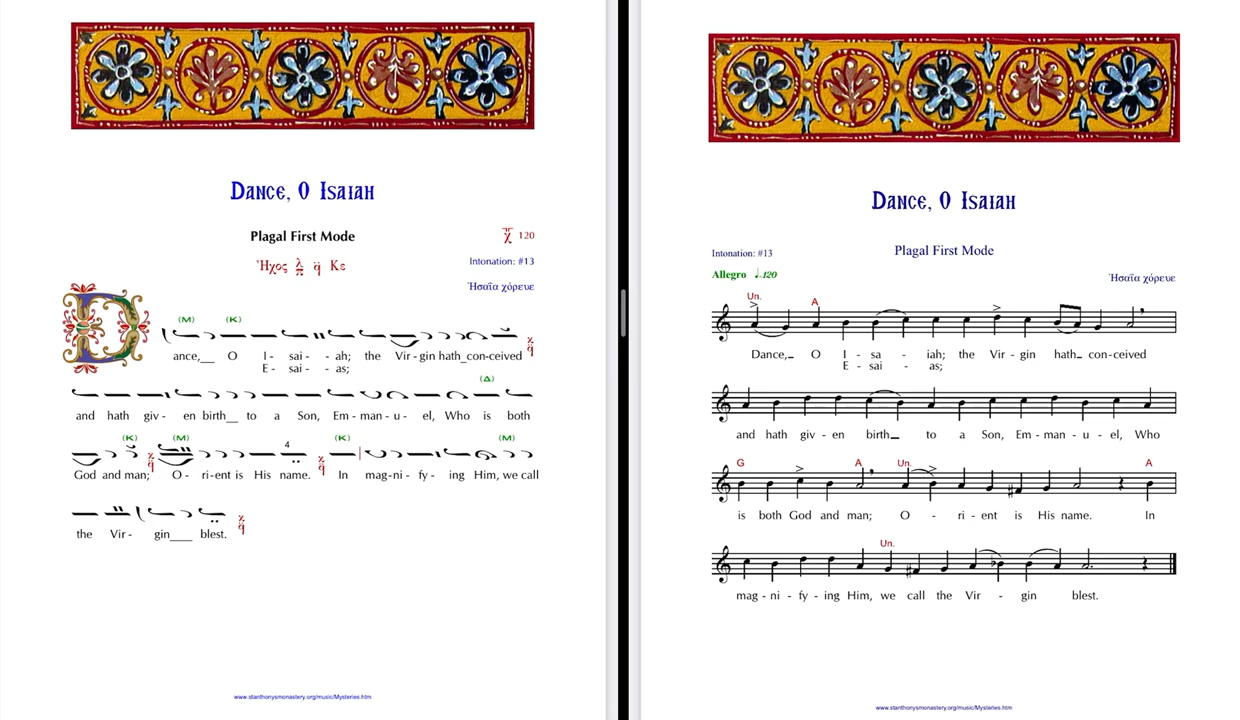 Dance, O Isaiah
Plagal First Mode
120
Ἦχος λ π q̈ Κε
Intonation: #13
Ἠσαΐα χόρευε
(M) (K)
Dance,__ O I - sai - - ah; the Vir - gin hath_con-ceived
E - sai - - as;
(Δ)
and hath giv - en birth__ to a Son, Em - man - u - el, Who is both
(K) (M) 4 (K) (M)
God and man; O - ri-ent is His name. In mag-ni - fy - ing Him, we call
the Vir - gin____ blest.
www.stanthonysmonastery.org/music/Mysteries.htm
Dance, O Isaiah
Intonation: #13
Plagal First Mode
Allegro ♩=120
Ἠσαΐα χόρευε
Un. A
Dance,_ O I - sa - iah; the Vir - gin hath_ con-ceived
E - sai - as;
and hath giv - en birth_ to a Son, Em - man - u - el, Who
G A Un. A
is both God and man; O - ri - ent is His name. In
Un.
mag - ni - fy - ing Him, we call the Vir - gin blest.
www.stanthonysmonastery.org/music/Mysteries.htm